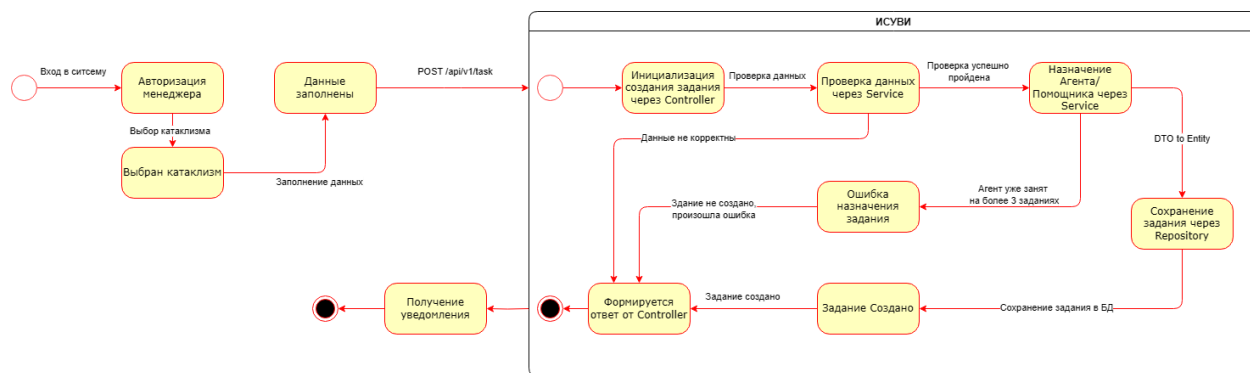 ИСУВИ
Вход в ситсему
Авторизация
менеджера
Выбор катаклизма
Выбран катаклизм
Заполнение данных
Данные
заполнены
POST /api/v1/task
Инициализация
создания задания
через Controller
Проверка данных
Проверка данных
через Service
Проверка успешно
пройдена
Назначение
Агента/
Помощника через
Service
Данные не корректны
DTO to Entity
Агент уже занят
на более 3 заданиях
Ошибка
назначения
задания
Здание не создано,
произошла ошибка
Сохранение
задания через
Repository
Сохранение задания в БД
Задание Создано
Задание создано
Формируется
ответ от Controller
Получение
уведомления